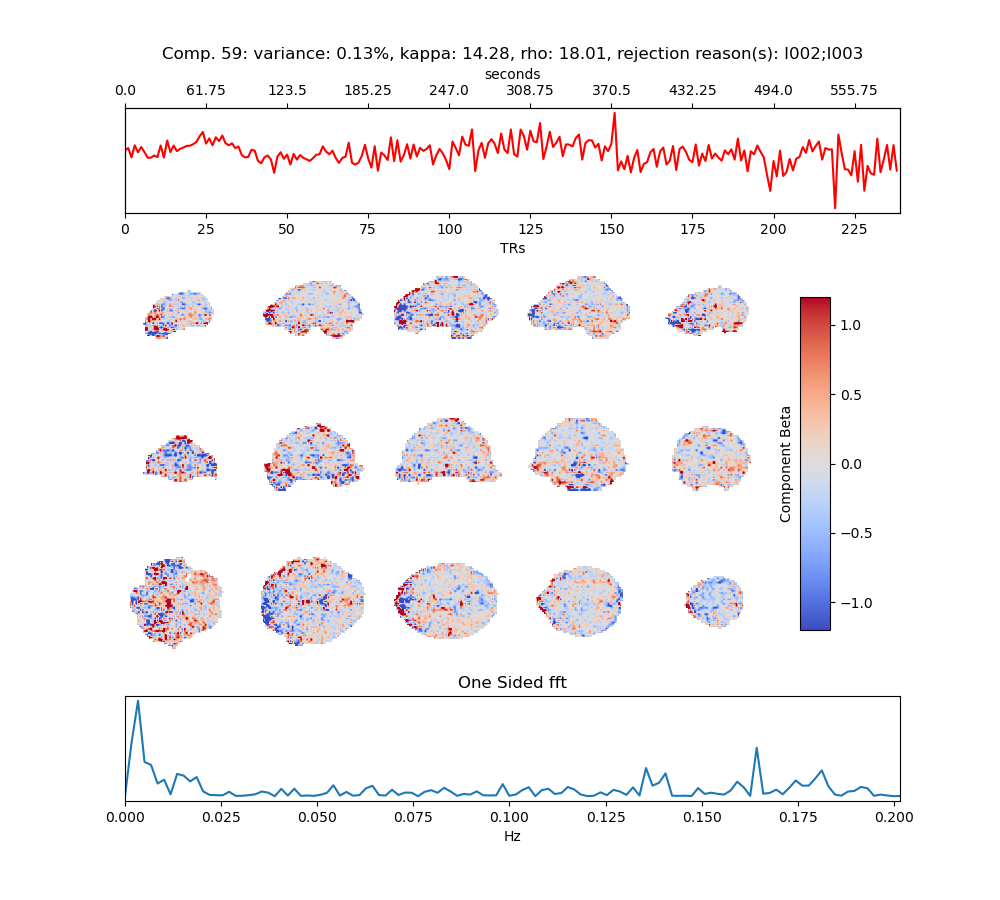 Comp. 59: variance: 0.13%, kappa: 14.28, rho: 18.01, rejection reason(s): I002;I003
seconds
0.0 61.75 123.5 185.25 247.0 308.75 370.5 432.25 494.0 555.75
0 25 50 75 100 125 150 175 200 225
TRs
1.0
0.5
0.0
−0.5
−1.0
Component Beta
One Sided fft
0.000 0.025 0.050 0.075 0.100 0.125 0.150 0.175 0.200
Hz